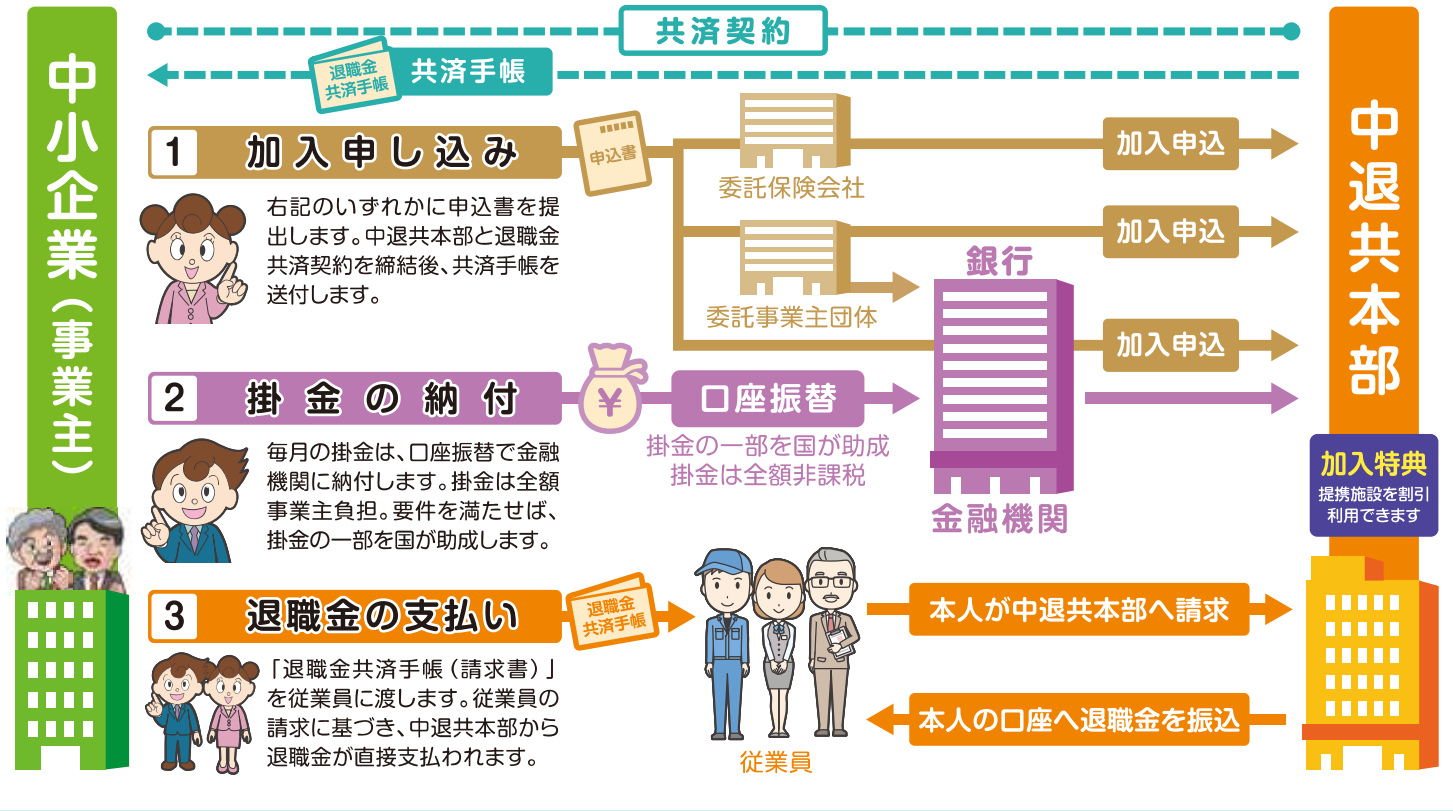 中小企業(事業主)
共済契約
退職金
共済手帳
共済手帳
1 加入申し込み
右記のいずれかに申込書を提
出します。中退共本部と退職金
共済契約を締結後、共済手帳を
送付します。
申込書
委託保険会社
加入申込
委託事業主団体
加入申込
銀行
加入申込
金融機関
2 掛金の納付
毎月の掛金は、口座振替で金融
機関に納付します。掛金は全額
事業主負担。要件を満たせば、
掛金の一部を国が助成します。
¥
口座振替
掛金の一部を国が助成
掛金は全額非課税
3 退職金の支払い
「退職金共済手帳(請求書)」
を従業員に渡します。従業員の
請求に基づき、中退共本部から
退職金が直接支払われます。
退職金
共済手帳
従業員
本人が中退共本部へ請求
本人の口座へ退職金を振込
中退共本部
加入特典
提携施設を割引
利用できます